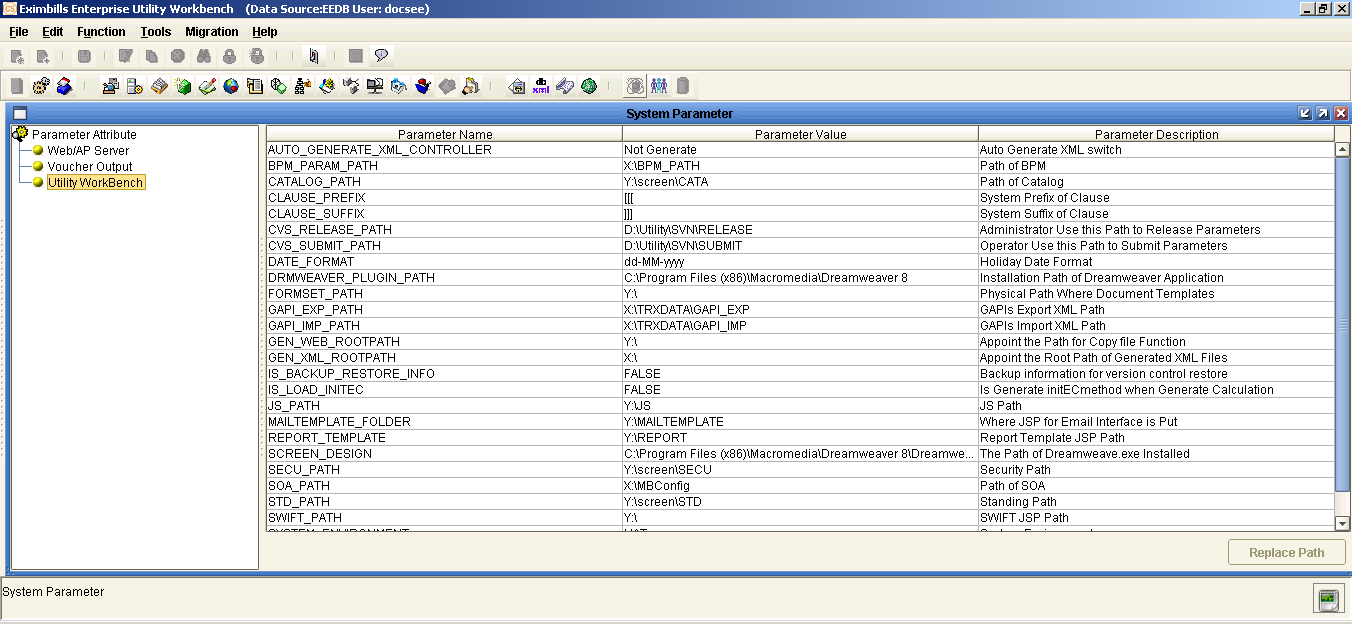 Eximbills Enterprise Utility Workbench (Data Source:EEDB User: docsee)
File Edit Function Tools Migration Help
System Parameter
Parameter Attribute
Web/AP Server
Voucher Output
Utility WorkBench
Parameter Name Parameter Value Parameter Description
AUTO_GENERATE_XML_CONTROLLER Not Generate Auto Generate XML switch
BPM_PARAM_PATH X:\BPM_PATH Path of BPM
CATALOG_PATH Y:\screen\CATA Path of Catalog
CLAUSE_PREFIX [[[ System Prefix of Clause
CLAUSE_SUFFIX ]]] System Suffix of Clause
CVS_RELEASE_PATH D:\Utility\SVN\RELEASE Administrator Use this Path to Release Parameters
CVS_SUBMIT_PATH D:\Utility\SVN\SUBMIT Operator Use this Path to Submit Parameters
DATE_FORMAT dd-MM-yyyy Holiday Date Format
DRMWEAVER_PLUGIN_PATH C:\Program Files (x86)\Macromedia\Dreamweaver 8 Installation Path of Dreamweaver Application
FORMSET_PATH Y:\ Physical Path Where Document Templates
GAPI_EXP_PATH X:\TRXDATA\GAPI_EXP GAPIs Export XML Path
GAPI_IMP_PATH X:\TRXDATA\GAPI_IMP GAPIs Import XML Path
GEN_WEB_ROOTPATH Y:\ Appoint the Path for Copy file Function
GEN_XML_ROOTPATH X:\ Appoint the Root Path of Generated XML Files
IS_BACKUP_RESTORE_INFO FALSE Backup information for version control restore
IS_LOAD_INITEC FALSE Is Generate initECmethod when Generate Calculation
JS_PATH Y:\JS JS Path
MAILTEMPLATE_FOLDER Y:\MAILTEMPLATE Where JSP for Email Interface is Put
REPORT_TEMPLATE Y:\REPORT Report Template JSP Path
SCREEN_DESIGN C:\Program Files (x86)\Macromedia\Dreamweaver 8\Dreamwe... The Path of Dreamweave.exe Installed
SECU_PATH Y:\screen\SECU Security Path
SOA_PATH X:\MBConfig Path of SOA
STD_PATH Y:\screen\STD Standing Path
SWIFT_PATH Y:\ SWIFT JSP Path
Replace Path
System Parameter